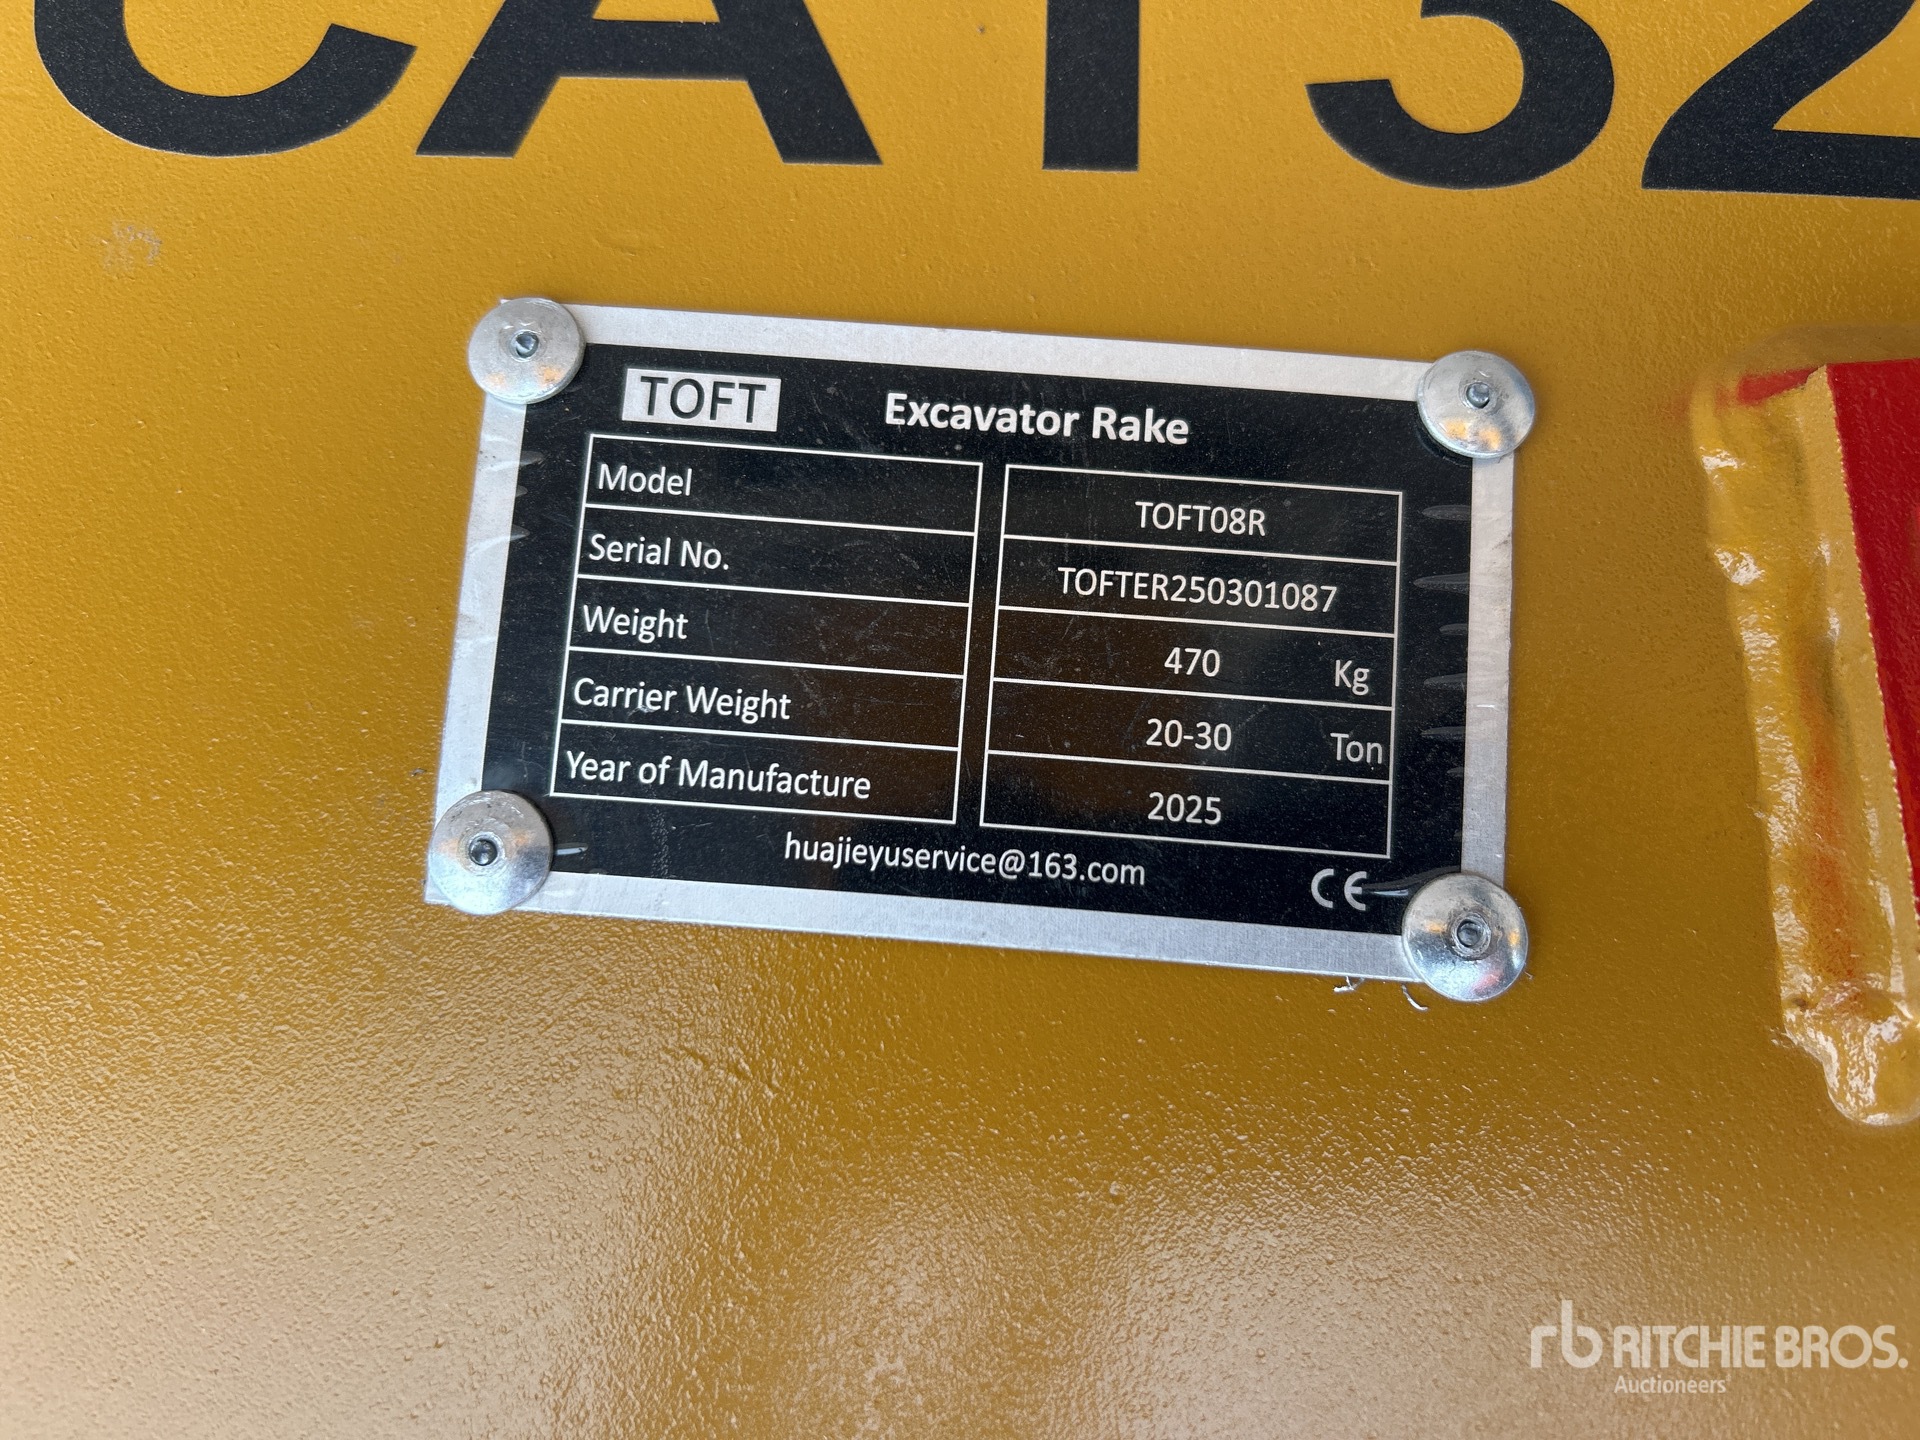 CAT32
TOFT Excavator Rake
Model TOFT08R
Serial No. TOFTER250301087
Weight 470 Kg
Carrier Weight 20-30 Ton
Year of Manufacture 2025
huajieyuservice@163.com
CE
rb RITCHIE BROS.
Auctioneers